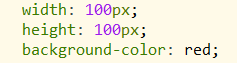 width: 100px;
height: 100px;
background-color: red;